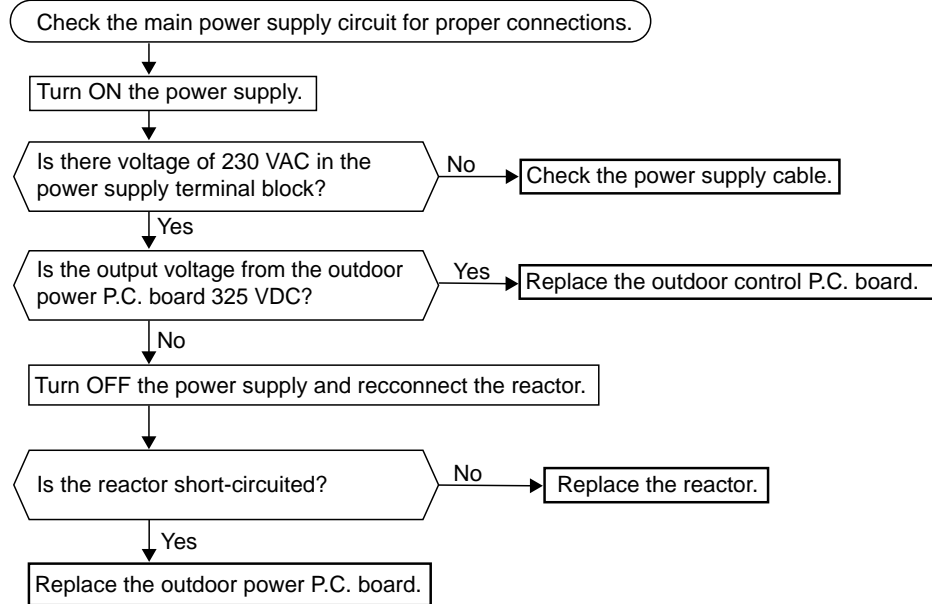 Check the main power supply circuit for proper connections.
Turn ON the power supply.
Is there voltage of 230 VAC in the
power supply terminal block?
No
Check the power supply cable.
Yes
Is the output voltage from the outdoor
power P.C. board 325 VDC?
Yes
Replace the outdoor control P.C. board.
No
Turn OFF the power supply and recconnect the reactor.
Is the reactor short-circuited?
No
Replace the reactor.
Yes
Replace the outdoor power P.C. board.